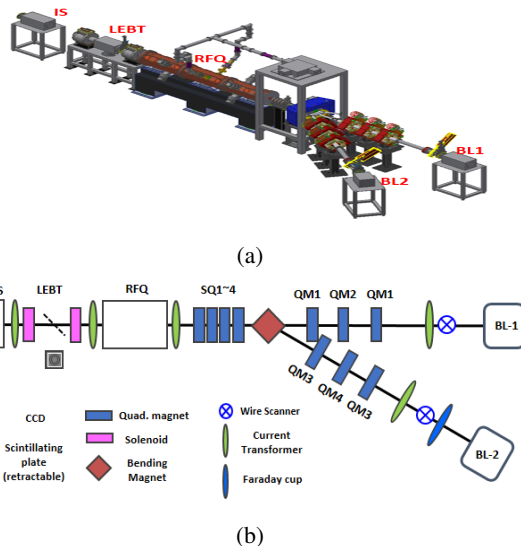 IS
LEBT
RFQ
BL1
BL2
(a)
S
LEBT
RFQ
SQ1~4
QM1
QM2
QM1
BL-1
QM3
QM4
QM3
BL-2
CCD
Scintillating
plate
(retractable)
Quad. magnet
Solenoid
Bending
Magnet
Wire Scanner
Current
Transformer
Faraday cup
(b)